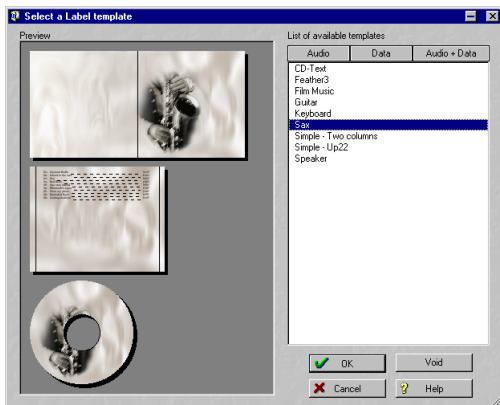 Select a Label template
Preview
List of available templates
Audio Data Audio + Data
CD-Text
Feather3
Film Music
Guitar
Keyboard
Sax
Simple - Two columns
Simple - Up22
Speaker
OK Void
Cancel Help